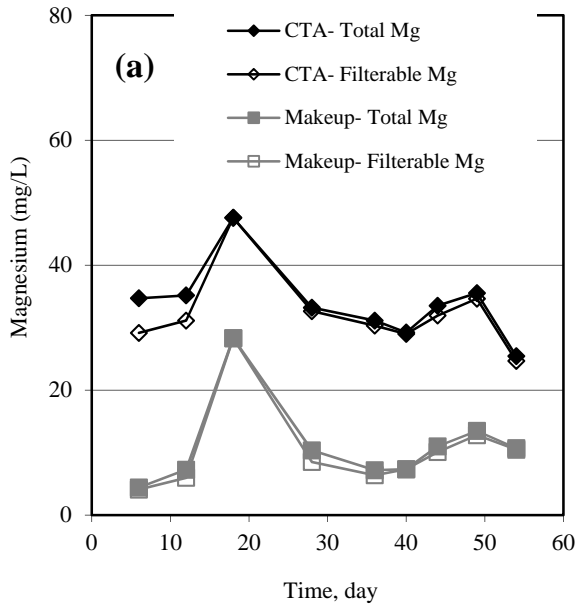 80
CTA- Total Mg
(a)
CTA- Filterable Mg
Makeup- Total Mg
60
Makeup- Filterable Mg
Magnesium (mg/L)
40
20
0
0 10 20 30 40 50 60
Time, day